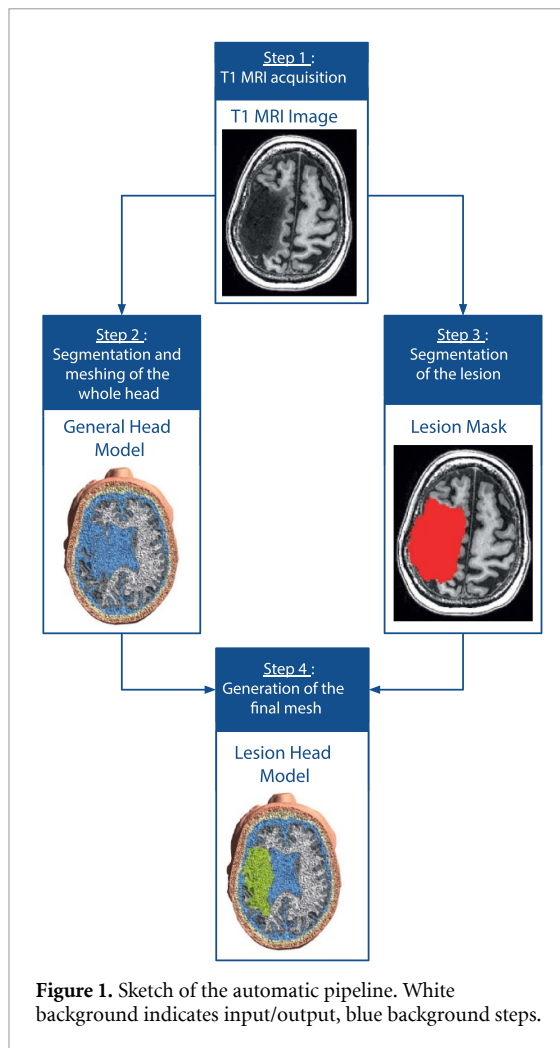 Step 1 :
T1 MRI acquisition
T1 MRI Image
Step 2 :
Segmentation and
meshing of the
whole head
General Head
Model
Step 3 :
Segmentation
of the lesion
Lesion Mask
Step 4 :
Generation of the
final mesh
Lesion Head
Model
Figure 1. Sketch of the automatic pipeline. White
background indicates input/output, blue background steps.